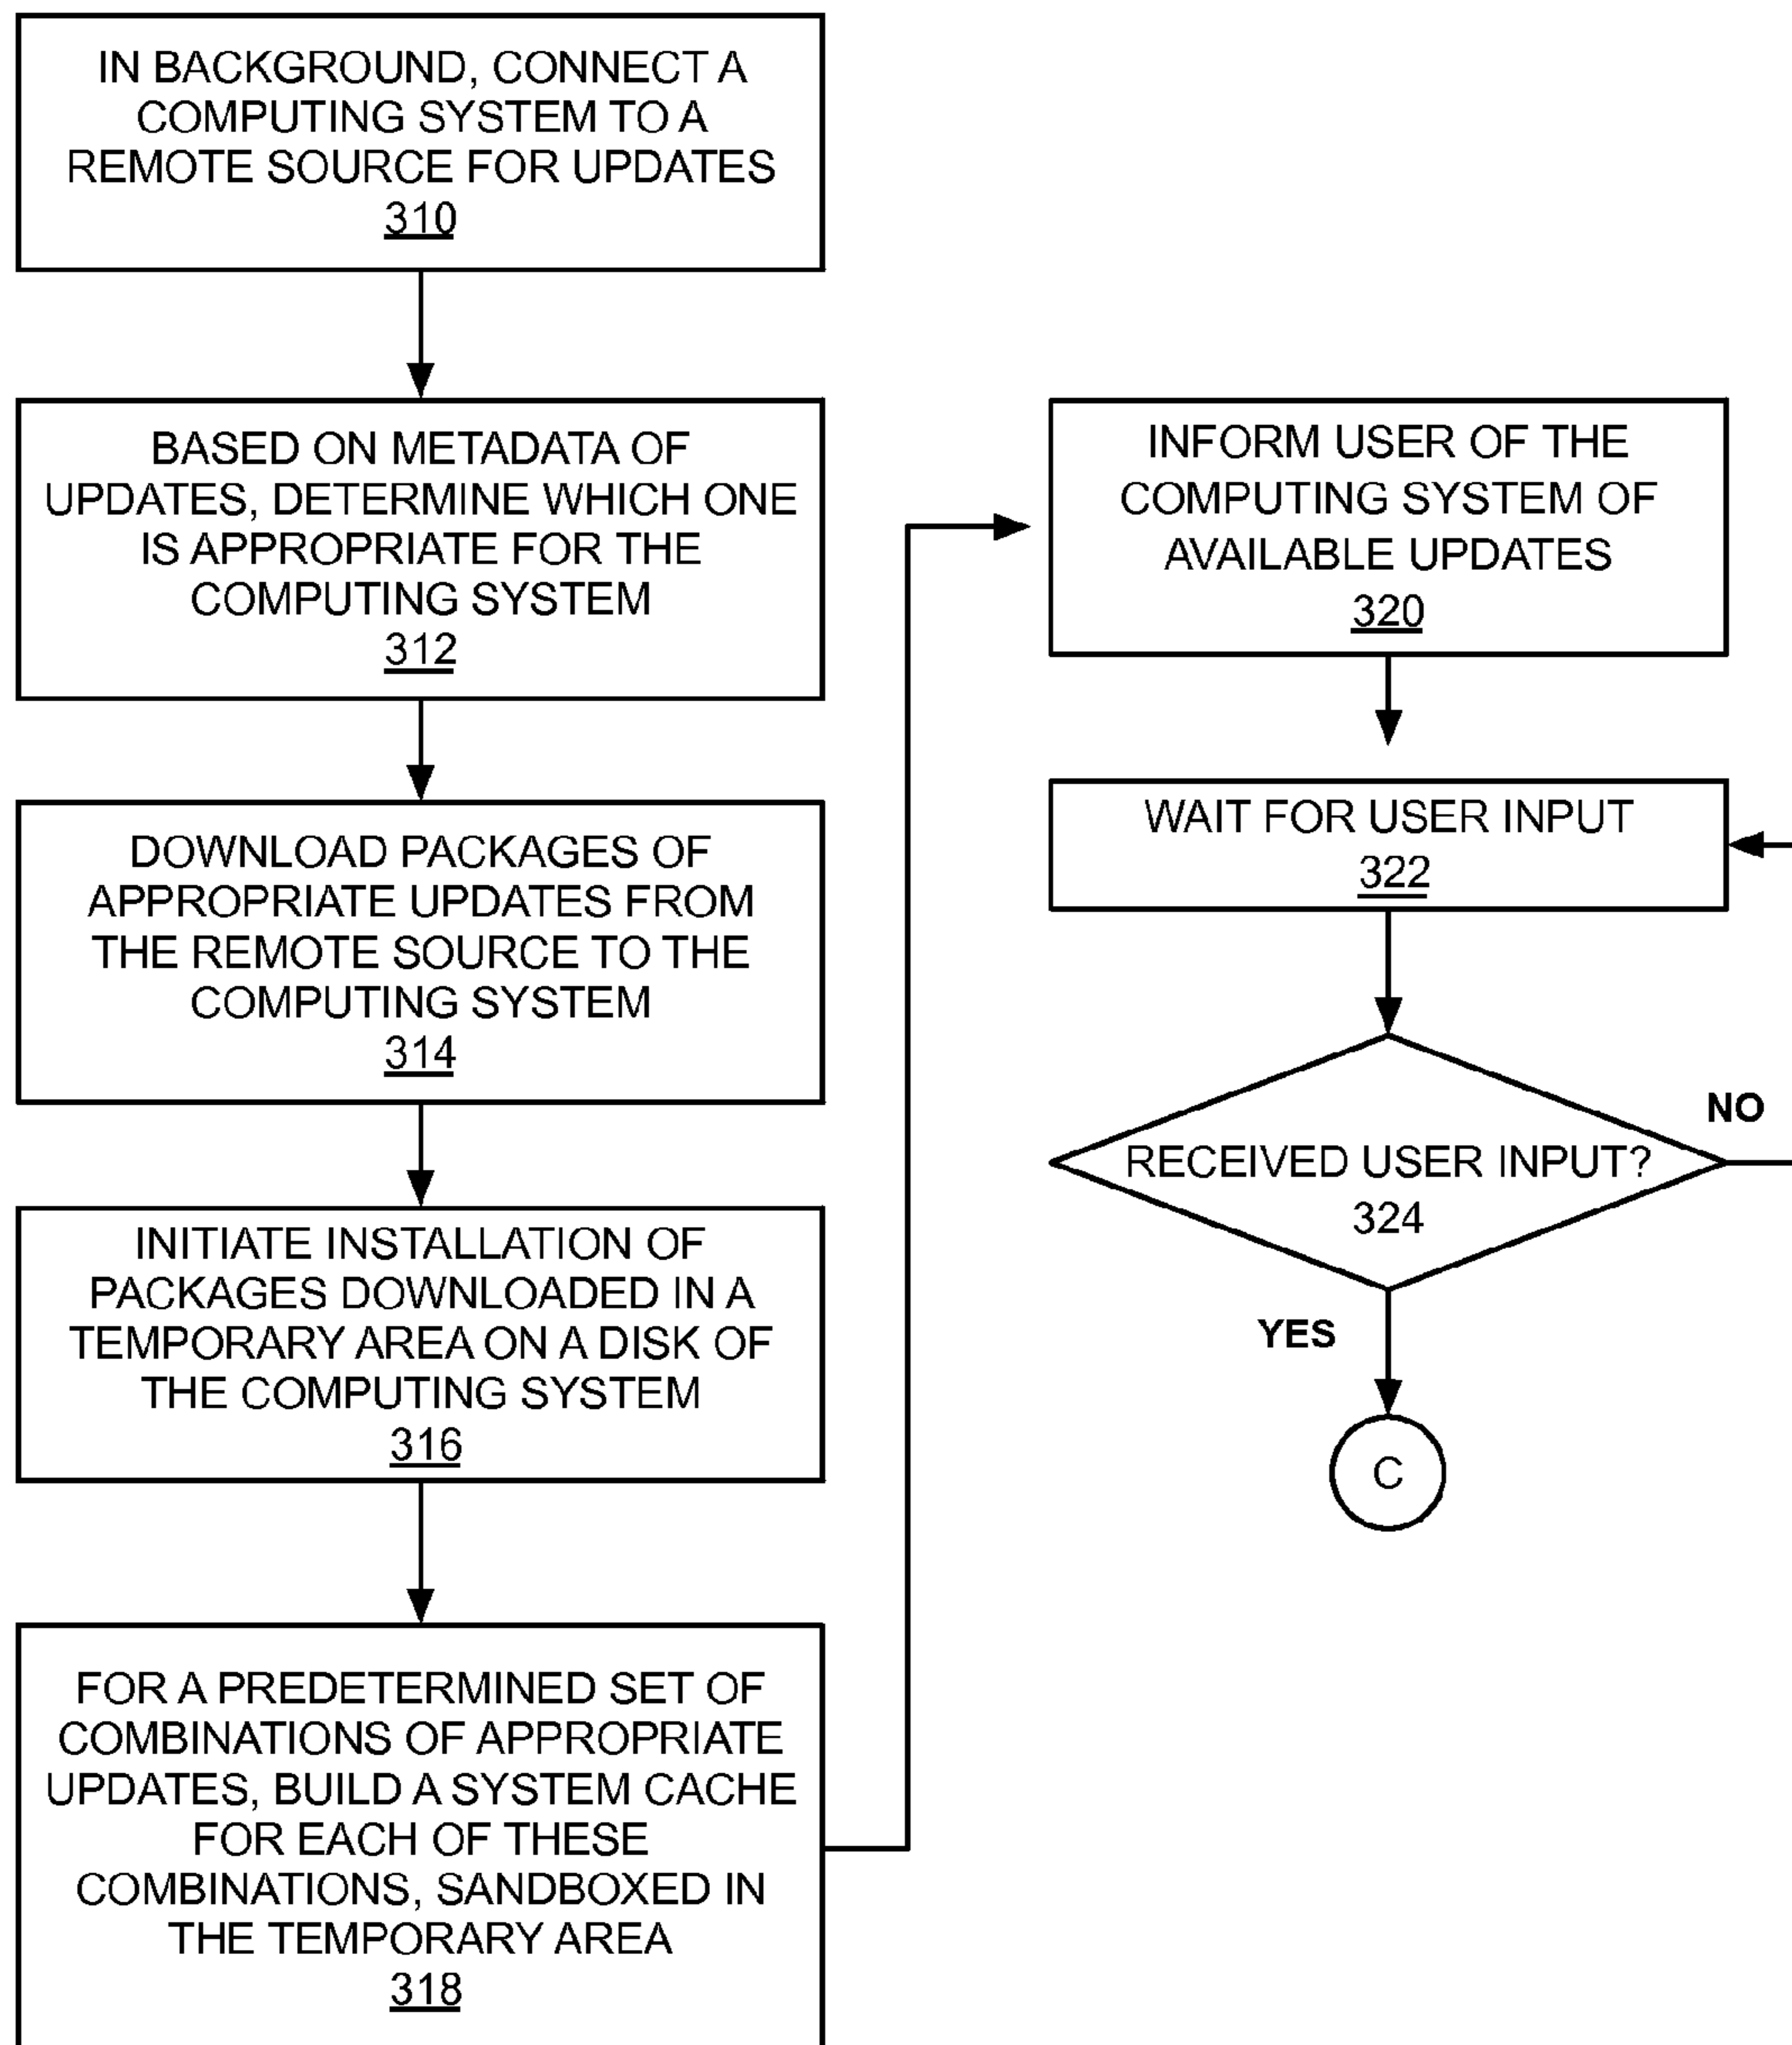 IN BACKGROUND, CONNECT A
COMPUTING SYSTEM TO A
REMOTE SOURCE FOR UPDATES
310
BASED ON METADATA OF
UPDATES, DETERMINE WHICH ONE
IS APPROPRIATE FOR THE
COMPUTING SYSTEM
312
DOWNLOAD PACKAGES OF
APPROPRIATE UPDATES FROM
THE REMOTE SOURCE TO THE
COMPUTING SYSTEM
314
INITIATE INSTALLATION OF
PACKAGES DOWNLOADED IN A
TEMPORARY AREA ON A DISK OF
THE COMPUTING SYSTEM
316
FOR A PREDETERMINED SET OF
COMBINATIONS OF APPROPRIATE
UPDATES, BUILD A SYSTEM CACHE
FOR EACH OF THESE
COMBINATIONS, SANDBOXED IN
THE TEMPORARY AREA
318
INFORM USER OF THE
COMPUTING SYSTEM OF
AVAILABLE UPDATES
320
WAIT FOR USER INPUT
322
RECEIVED USER INPUT?
324
NO
YES
C